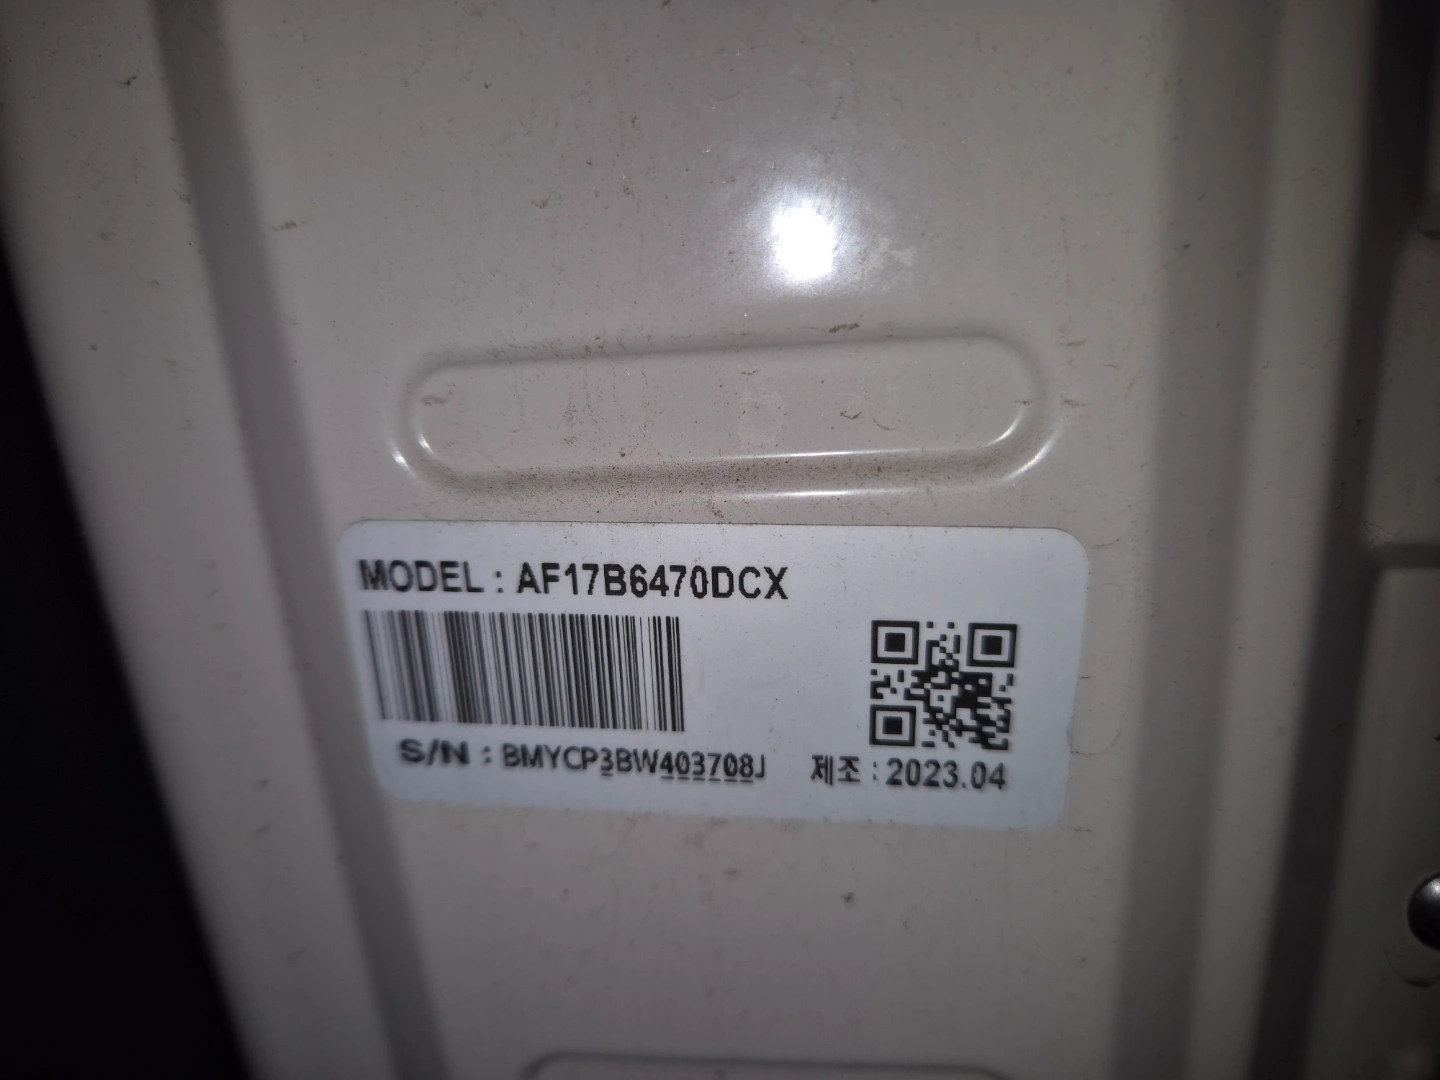 MODEL : AF17B6470DCX
S/N : BMYCP3BW403708J
제조 : 2023.04